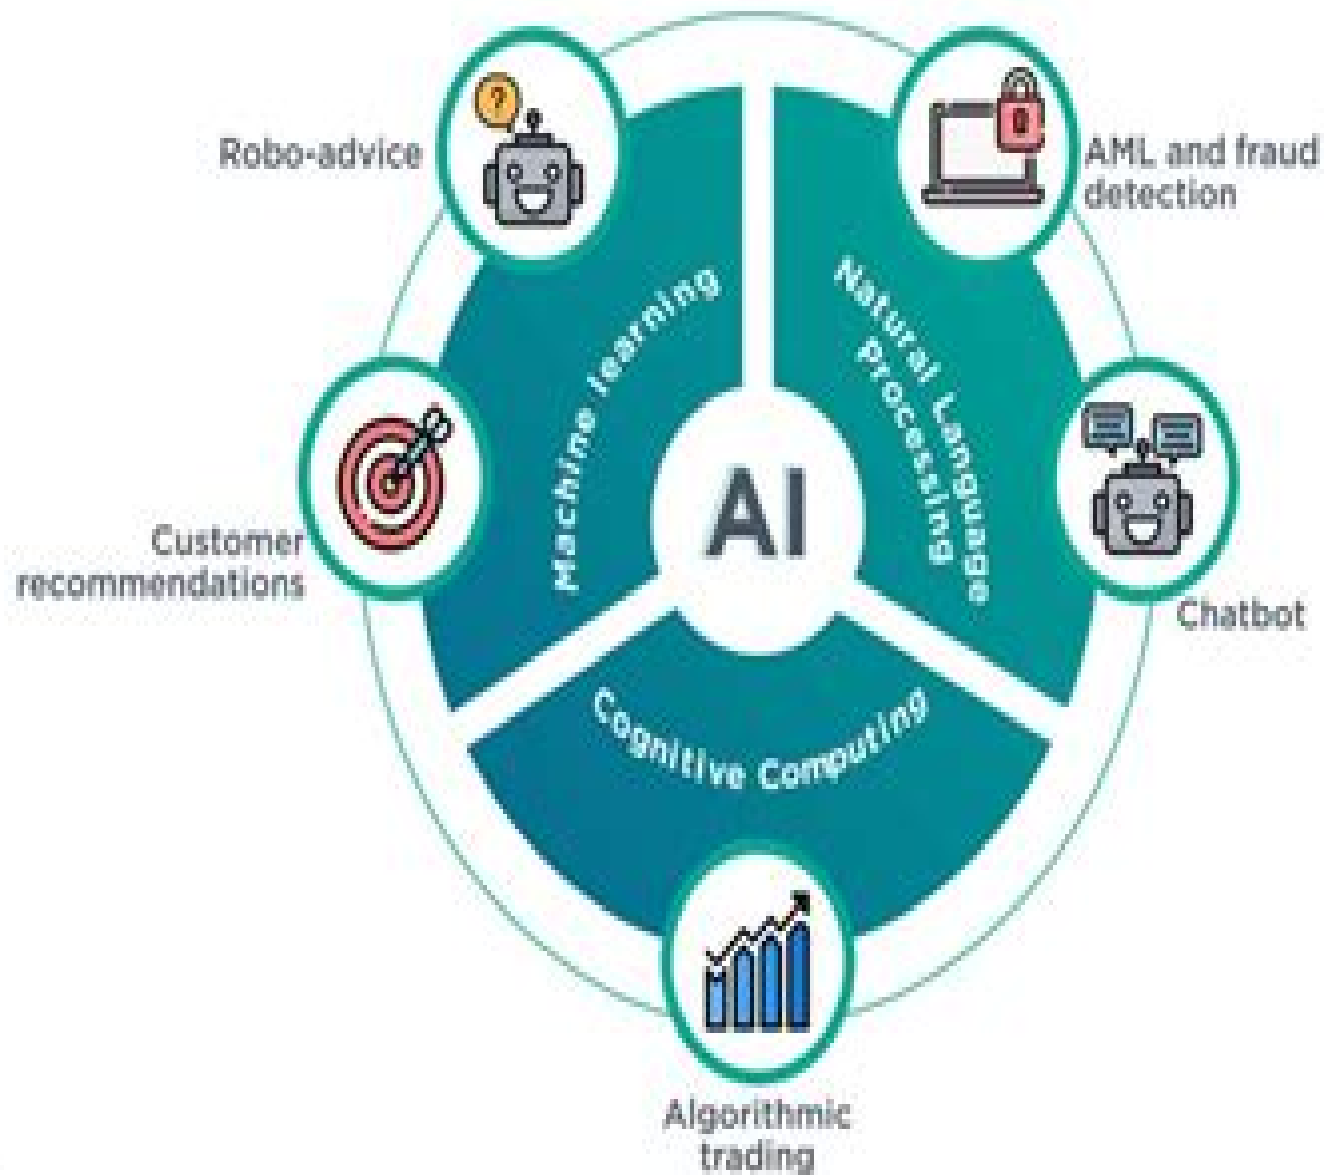 Robo-advice
?
AML and fraud
detection
Machine learning
Natural Language
processing
AI
Customer
recommendations
Chatbot
Cognitive Computing
Algorithmic
trading